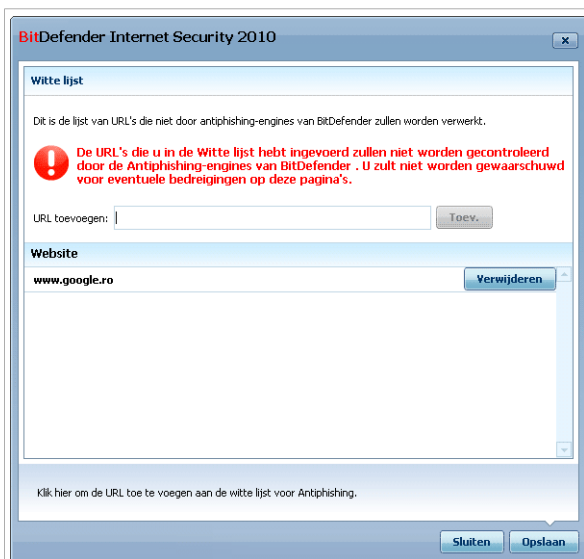 BitDefender Internet Security 2010
Witte lijst
Dit is de lijst van URL's die niet door antiphishing-engines van BitDefender zullen worden verwerkt.
De URL's die u in de Witte lijst hebt ingevoerd zullen niet worden gecontroleerd
door de Antiphishing-engines van BitDefender . U zult niet worden gewaarschuwd
voor eventuele bedreigingen op deze pagina's.
URL toevoegen: Toev.
Website
www.google.ro Verwijderen
Klik hier om de URL toe te voegen aan de witte lijst voor Antiphishing.
Sluiten Opslaan